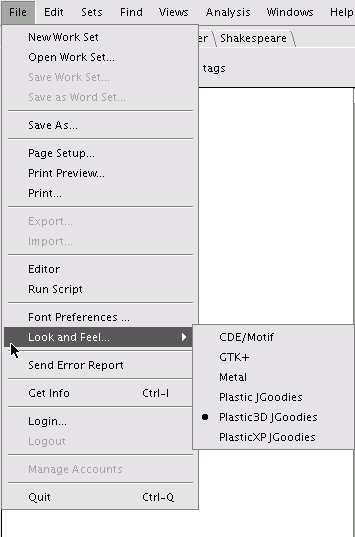 File Edit Sets Find Views Analysis Windows
er Shakespeare
tags
New Work Set
Open Work Set...
Save Work Set...
Save as Word Set...
Save As...
Page Setup...
Print Preview...
Print...
Export...
Import...
Editor
Run Script
Font Preferences ...
Look and Feel...
CDE/Motif
GTK+
Metal
Plastic JGoodies
Plastic3D JGoodies
PlasticXP JGoodies
Send Error Report
Get Info Ctrl-I
Login...
Logout
Manage Accounts
Quit Ctrl-Q